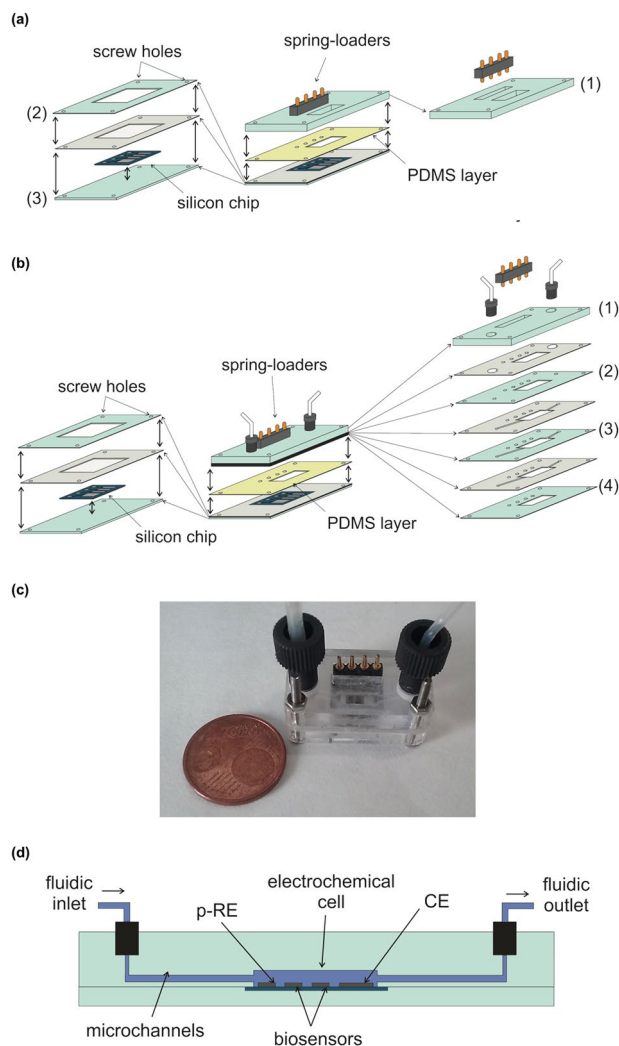 (a)
screw holes
spring-loaders
(1)
(2)
(3)
silicon chip
PDMS layer
(b)
(1)
spring-loaders
(2)
screw holes
(3)
(4)
silicon chip
PDMS layer
(c)
(d)
fluidic
inlet
p-RE
electrochemical
cell
CE
fluidic
outlet
microchannels
biosensors